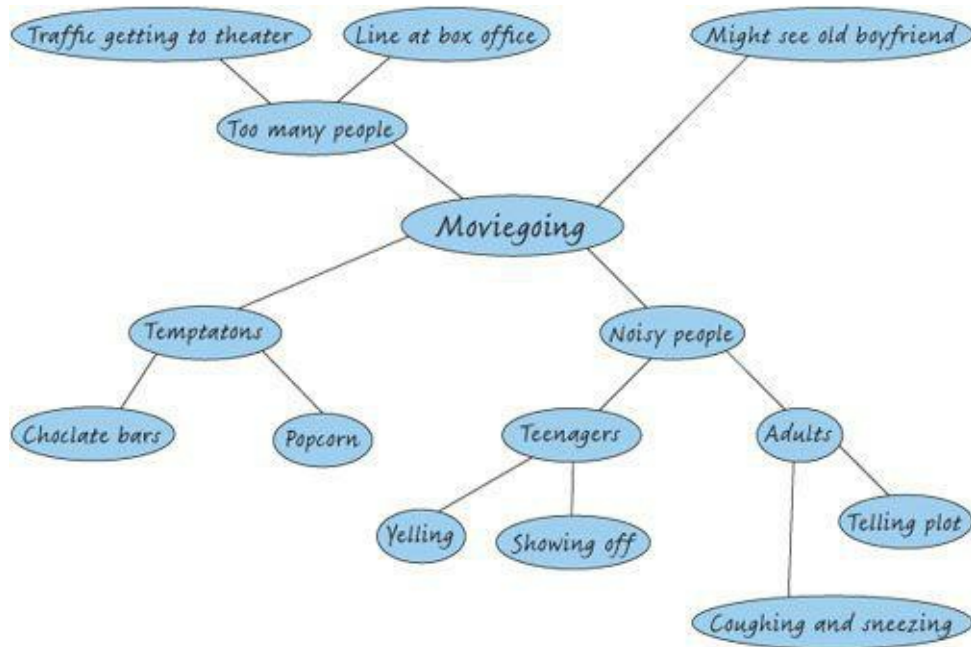 Traffic getting to theater
Line at box office
Might see old boyfriend
Too many people
Moviegoing
Temptatons
Noisy people
Choclate bars
Popcorn
Teenagers
Adults
Yelling
Showing off
Telling plot
Coughing and sneezing